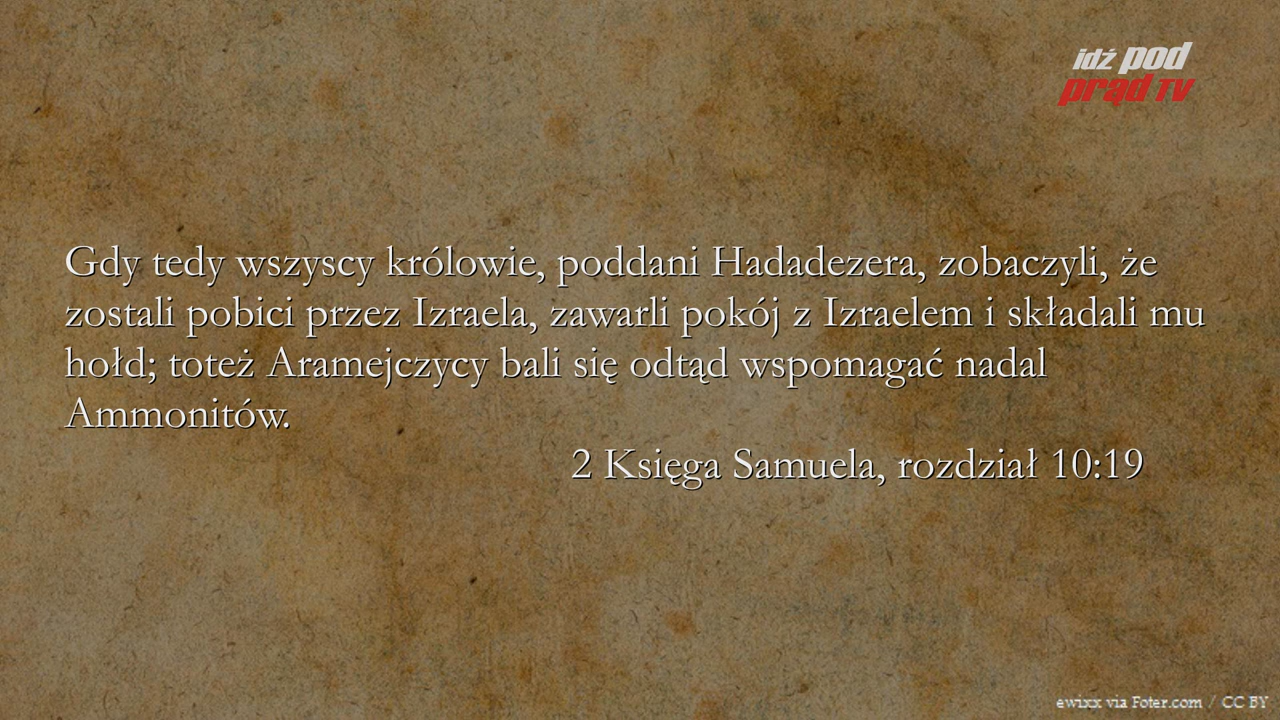 idź pod
prąd TV
Gdy tedy wszyscy królowie, poddani Hadadezera, zobaczyli, że
zostali pobici przez Izraela, zawarli pokój z Izraelem i składali mu
hołd; toteż Aramejczycy bali się odtąd wspomagać nadal
Ammonitów.
2 Księga Samuela, rozdział 10:19
ewixx via Foter.com / CC BY